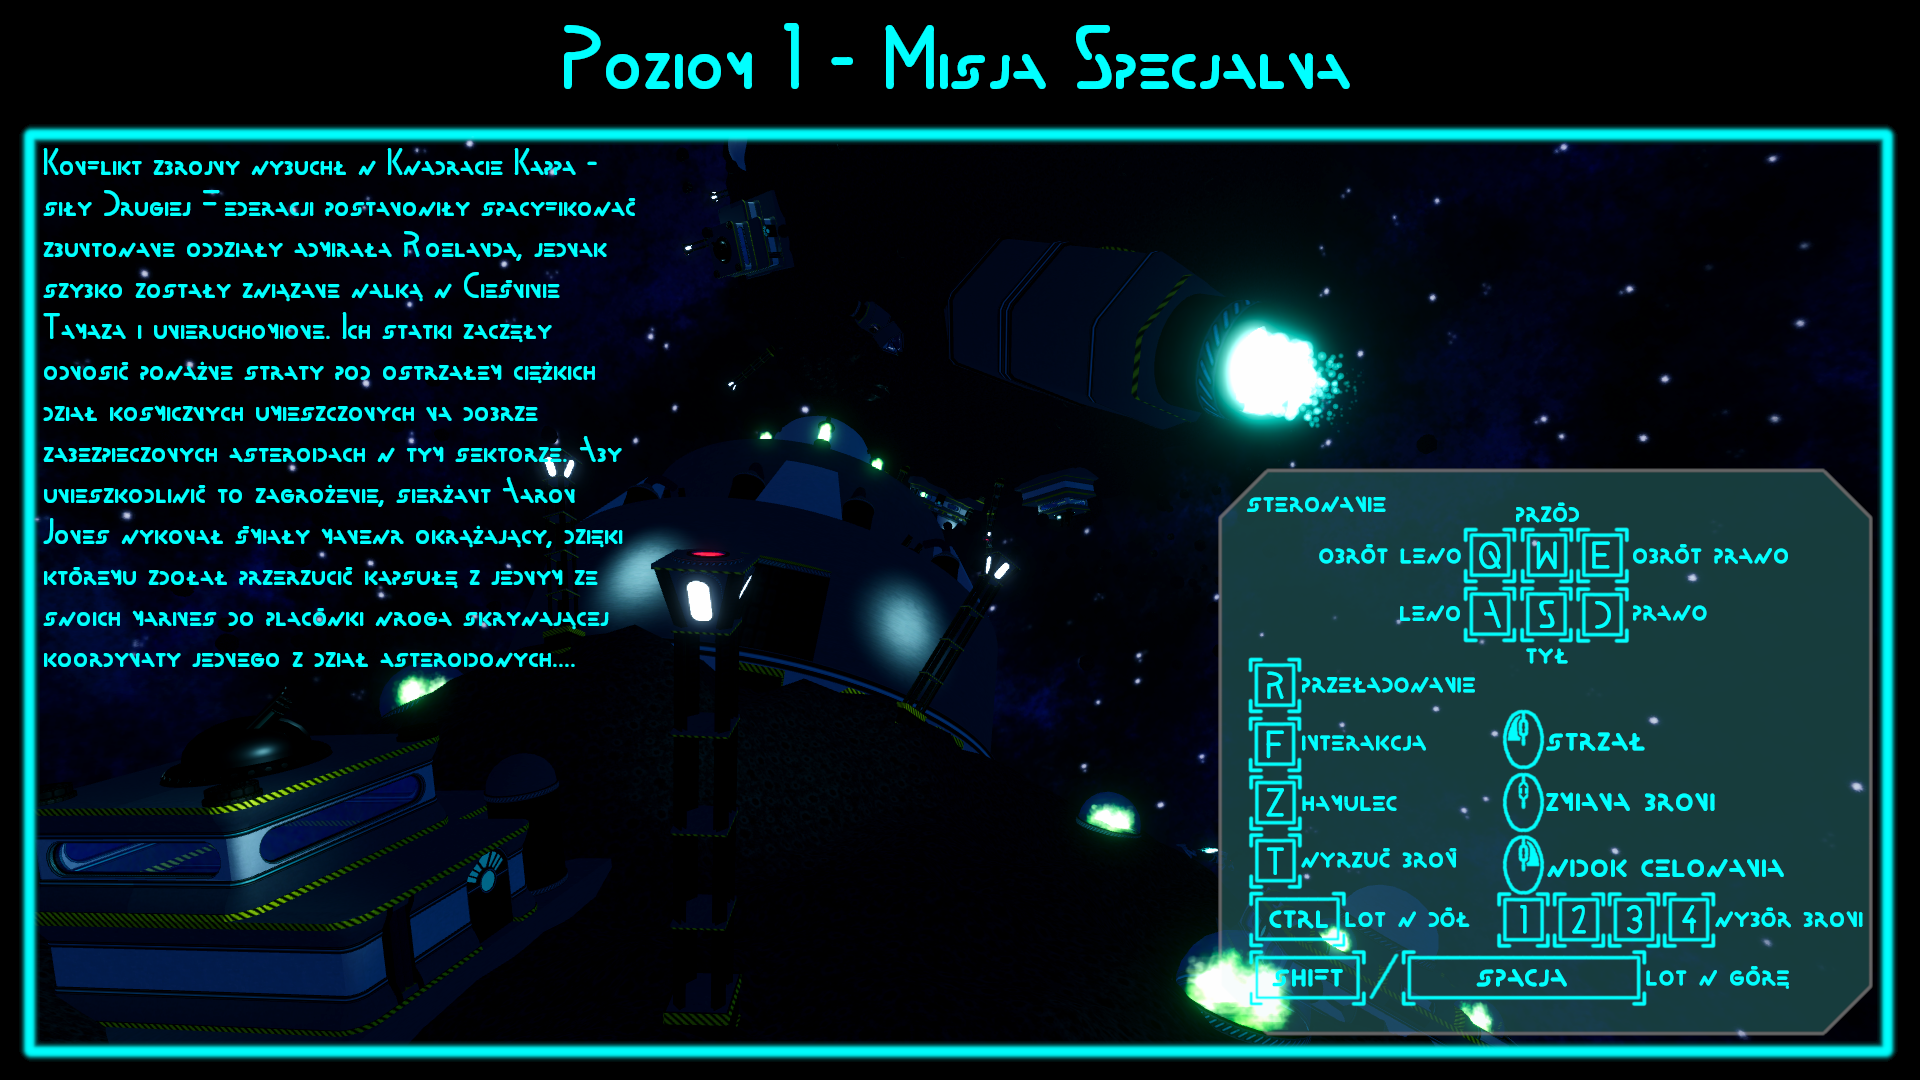 Poziom 1 - Misja Specjalna
Konflikt zbrojny wybuchł w Kwadracie Kappa -
siły Drugiej Federacji postanowiły spacyfikować
zbuntowane oddziały admirała Roelanda, jednak
szybko zostały związane walką w Cieśninie
Tamaza i unieruchomione. Ich statki zaczęły
odnosić poważne straty pod ostrzałem ciężkich
dział kosmicznych umieszczonych na dobrze
zabezpieczonych asteroidach w tym sektorze. Aby
unieszkodliwić to zagrożenie, sierżant Aaron
Jones wykonał śmiały manewr okrążający, dzięki
któremu zdołał przerzucić kapsułę z jednym ze
swoich marines do placówki wroga skrywającej
koordynaty jednego z dział asteroidowych....
Sterowanie
Przód
Obrót lewo Q W E Obrót prawo
Lewo A S D Prawo
Tył
R Przeładowanie
F Interakcja
Strzał
Z Hamulec
Zmiana broni
T Wyrzuć broń
Widok celowania
CTRL Lot w dół
1 2 3 4 Wybór broni
SHIFT / SPACJA Lot w górę